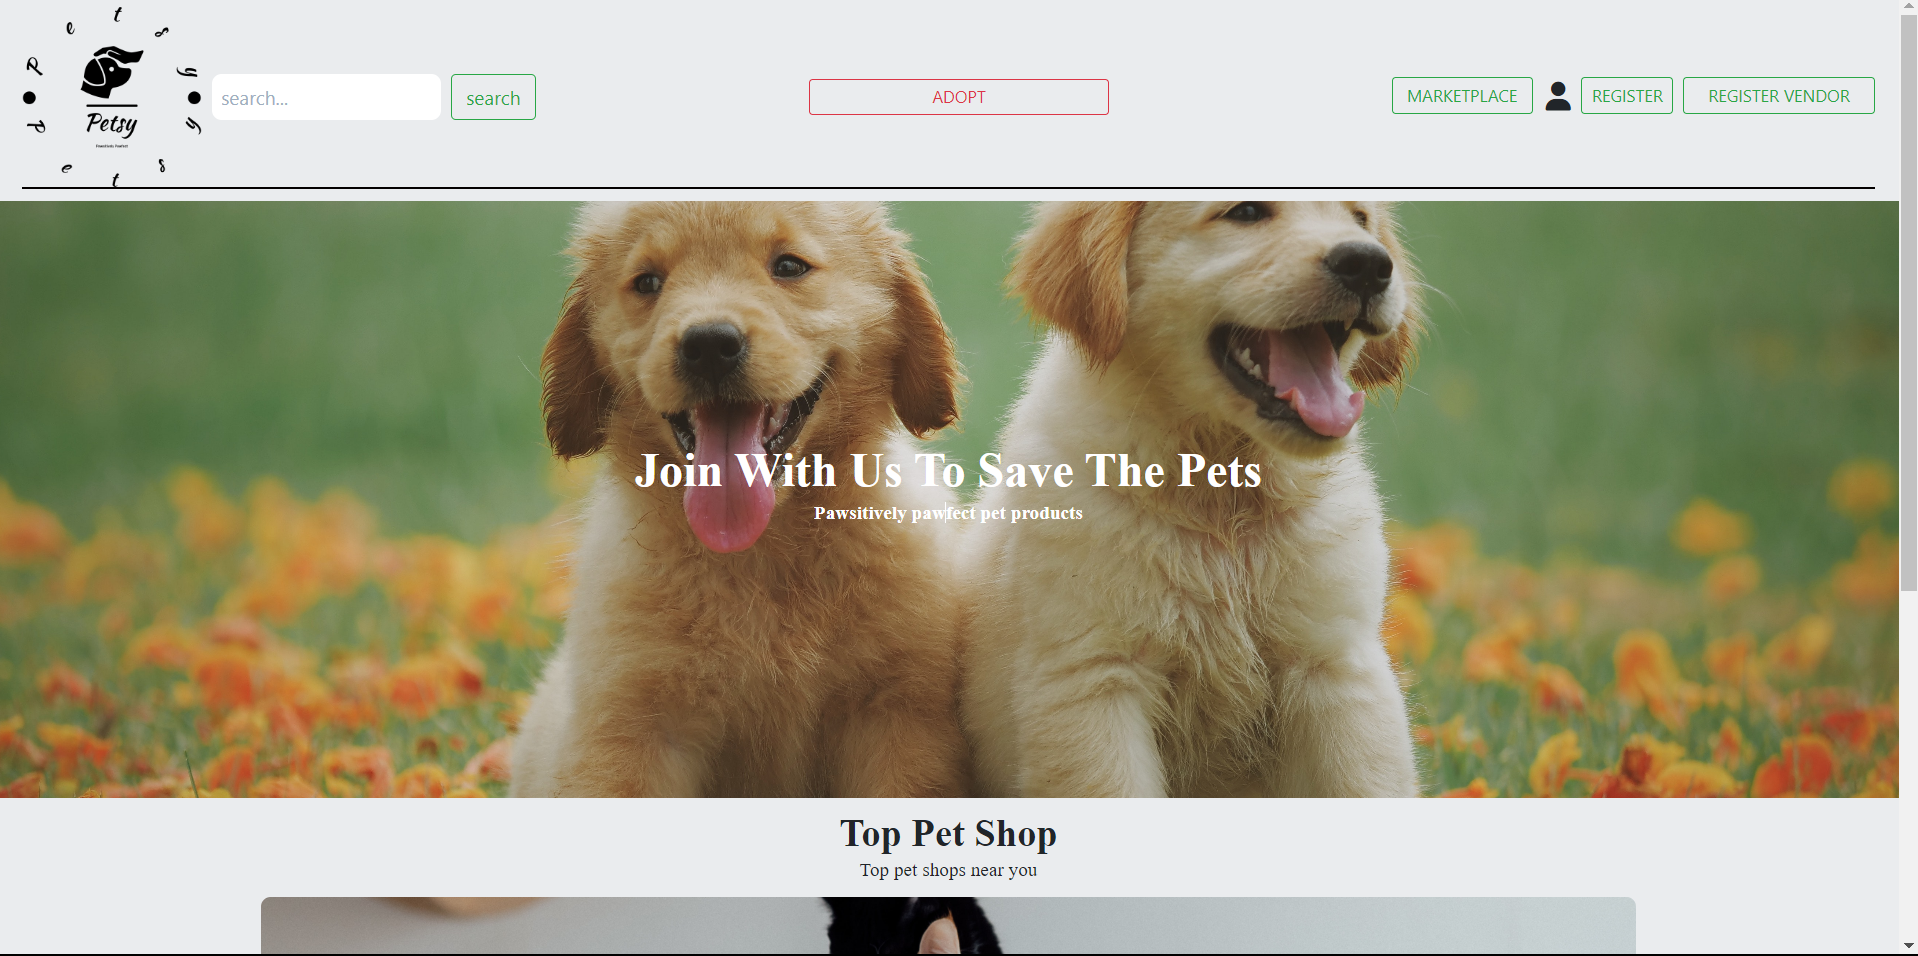 P e t s y
P e t s y
Petsy
search...
search
ADOPT
MARKETPLACE
REGISTER
REGISTER VENDOR
Join With Us To Save The Pets
Pawsitively pawfect pet products
Top Pet Shop
Top pet shops near you